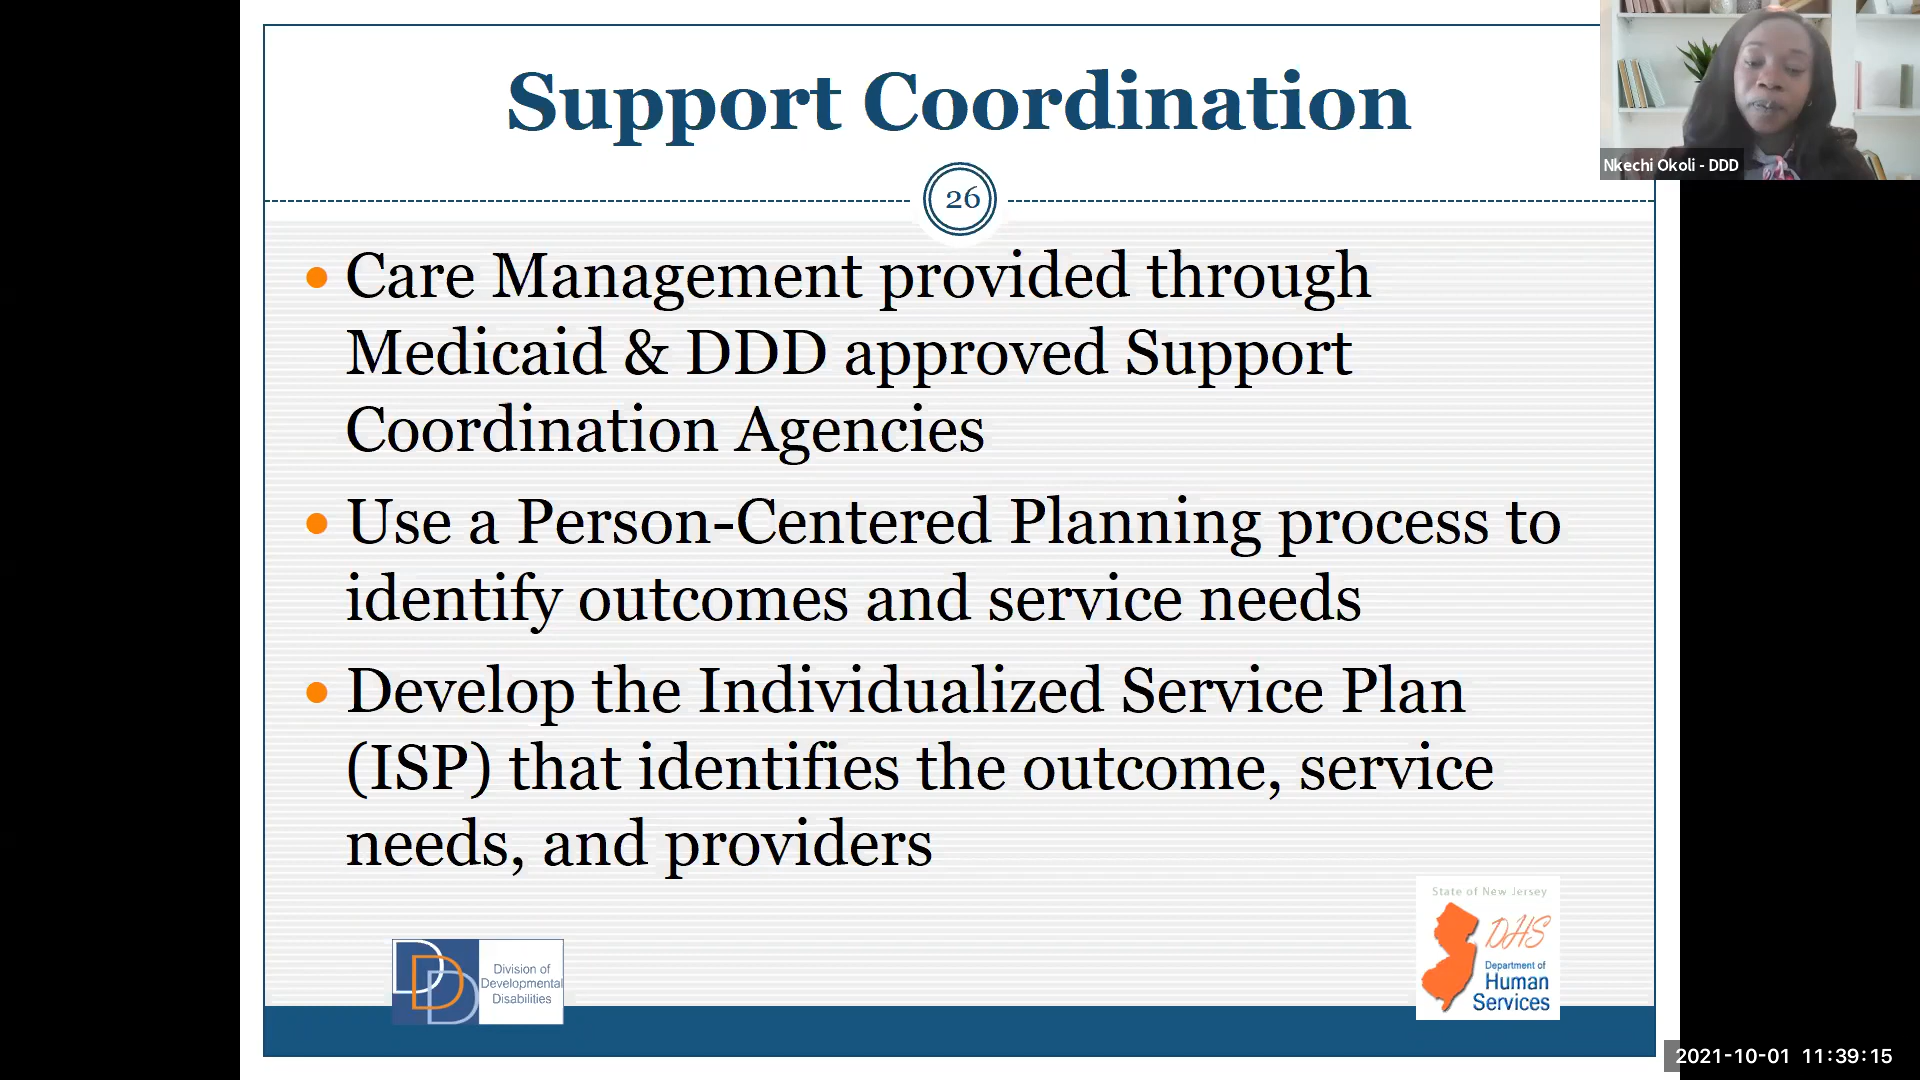 Support Coordination
Nkechi Okoli - DDD
26
• Care Management provided through
Medicaid & DDD approved Support
Coordination Agencies
• Use a Person-Centered Planning process to
identify outcomes and service needs
• Develop the Individualized Service Plan
(ISP) that identifies the outcome, service
needs, and providers
DDD
Division of
Developmental
Disabilities
State of New Jersey
DHS
Department of
Human
Services
2021-10-01 11:39:15